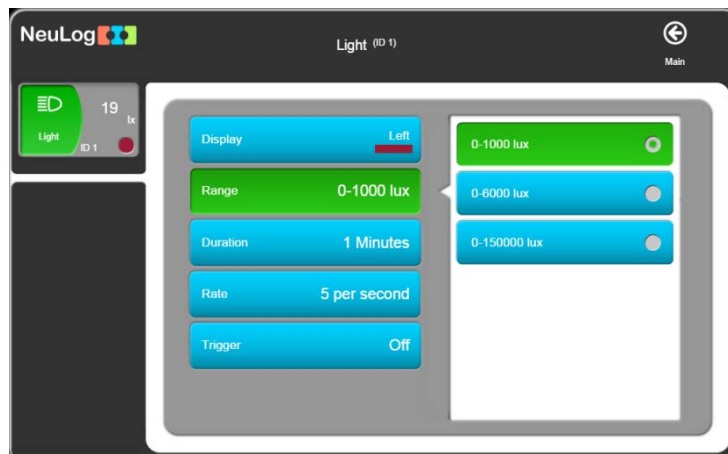 NeuLog
Light (ID 1)
Main
19
lx
Light
ID 1
Display Left
Range 0-1000 lux
Duration 1 Minutes
Rate 5 per second
Trigger Off
0-1000 lux
0-6000 lux
0-150000 lux